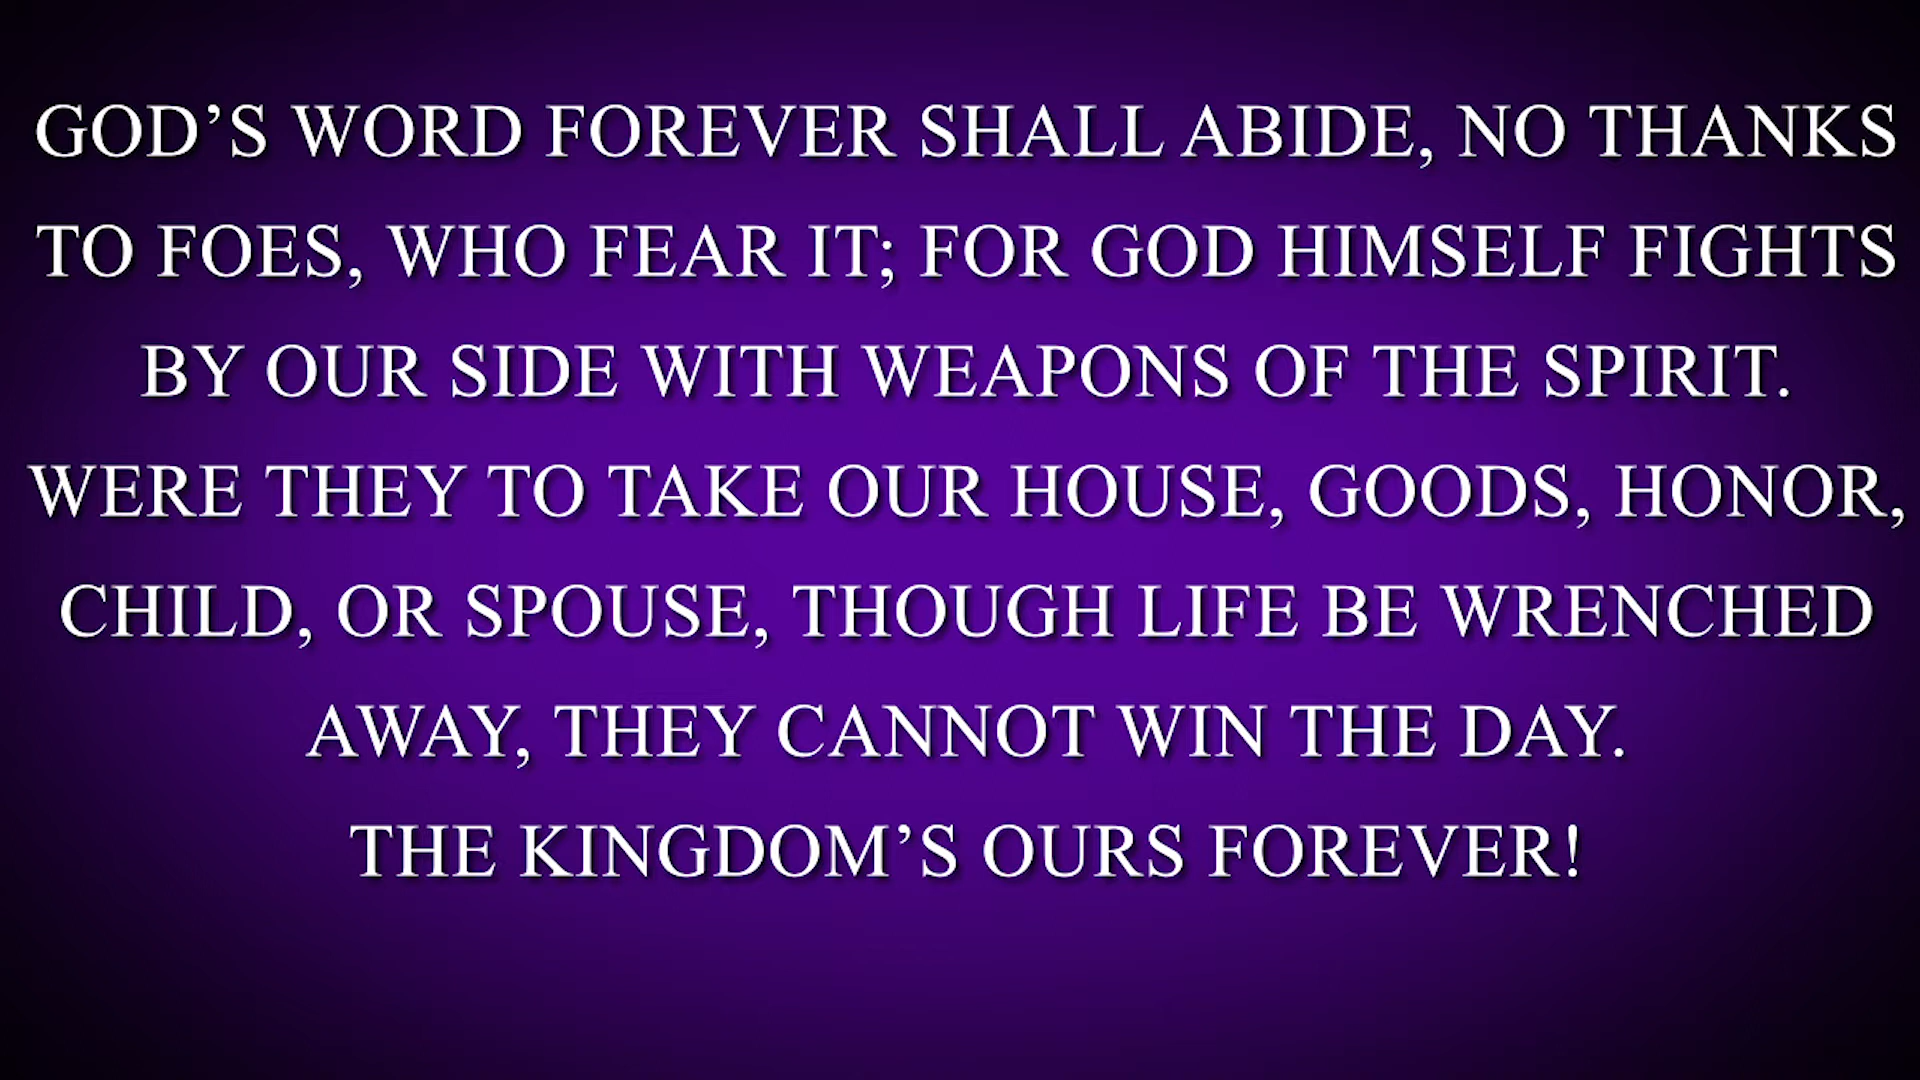 GOD’S WORD FOREVER SHALL ABIDE, NO THANKS
TO FOES, WHO FEAR IT; FOR GOD HIMSELF FIGHTS
BY OUR SIDE WITH WEAPONS OF THE SPIRIT.
WERE THEY TO TAKE OUR HOUSE, GOODS, HONOR,
CHILD, OR SPOUSE, THOUGH LIFE BE WRENCHED
AWAY, THEY CANNOT WIN THE DAY.
THE KINGDOM’S OURS FOREVER!